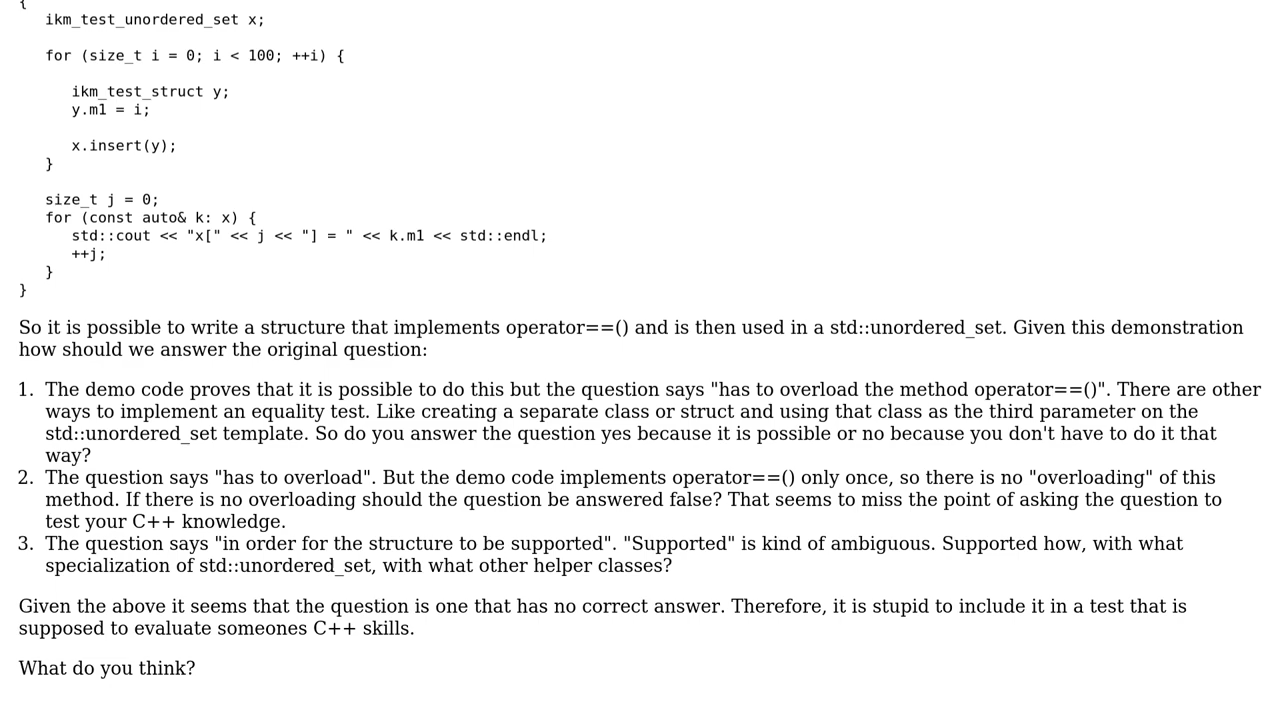 {
ikm_test_unordered_set x;
for (size_t i = 0; i < 100; ++i) {
ikm_test_struct y;
y.m1 = i;
x.insert(y);
}
size_t j = 0;
for (const auto& k: x) {
std::cout << "x[" << j << "] = " << k.m1 << std::endl;
++j;
}
}
So it is possible to write a structure that implements operator==() and is then used in a std::unordered_set. Given this demonstration
how should we answer the original question:
1. The demo code proves that it is possible to do this but the question says "has to overload the method operator==()". There are other
ways to implement an equality test. Like creating a separate class or struct and using that class as the third parameter on the
std::unordered_set template. So do you answer the question yes because it is possible or no because you don't have to do it that
way?
2. The question says "has to overload". But the demo code implements operator==() only once, so there is no "overloading" of this
method. If there is no overloading should the question be answered false? That seems to miss the point of asking the question to
test your C++ knowledge.
3. The question says "in order for the structure to be supported". "Supported" is kind of ambiguous. Supported how, with what
specialization of std::unordered_set, with what other helper classes?
Given the above it seems that the question is one that has no correct answer. Therefore, it is stupid to include it in a test that is
supposed to evaluate someones C++ skills.
What do you think?